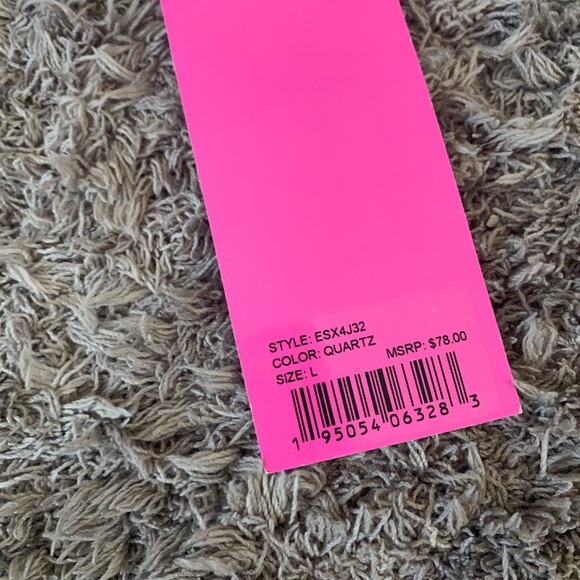 STYLE: ESX4J32
COLOR: QUARTZ MSRP: $78.00
SIZE: L
1 95054 06328 3